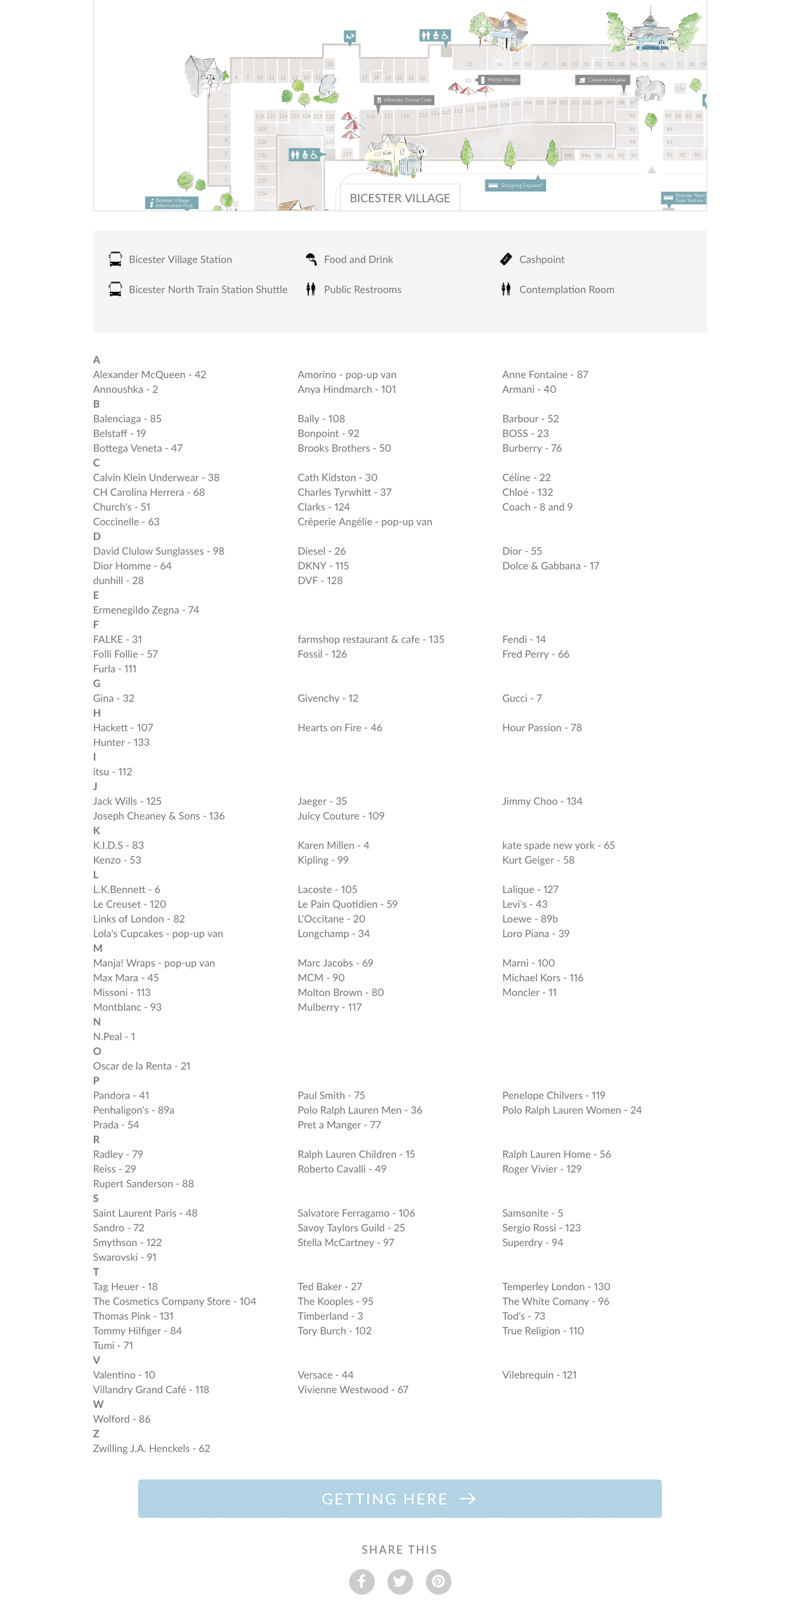 Manja Wraps
Crêperie Angélie
Villandry Grand Café
Shopping Express®
Bicester Village
Information Hub
Bicester North
Train Station S
BICESTER VILLAGE
Bicester Village Station
Food and Drink
Cashpoint
Bicester North Train Station Shuttle
Public Restrooms
Contemplation Room
A
Alexander McQueen - 42
Amorino - pop-up van
Anne Fontaine - 87
Annoushka - 2
Anya Hindmarch - 101
Armani - 40
B
Balenciaga - 85
Bally - 108
Barbour - 52
Belstaff - 19
Bonpoint - 92
BOSS - 23
Bottega Veneta - 47
Brooks Brothers - 50
Burberry - 76
C
Calvin Klein Underwear - 38
Cath Kidston - 30
Céline - 22
CH Carolina Herrera - 68
Charles Tyrwhitt - 37
Chloé - 132
Church's - 51
Clarks - 124
Coach - 8 and 9
Coccinelle - 63
Crêperie Angélie - pop-up van
D
David Clulow Sunglasses - 98
Diesel - 26
Dior - 55
Dior Homme - 64
DKNY - 115
Dolce & Gabbana - 17
dunhill - 28
DVF - 128
E
Ermenegildo Zegna - 74
F
FALKE - 31
farmshop restaurant & cafe - 135
Fendi - 14
Folli Follie - 57
Fossil - 126
Fred Perry - 66
Furla - 111
G
Gina - 32
Givenchy - 12
Gucci - 7
H
Hackett - 107
Hearts on Fire - 46
Hour Passion - 78
Hunter - 133
I
itsu - 112
J
Jack Wills - 125
Jaeger - 35
Jimmy Choo - 134
Joseph Cheaney & Sons - 136
Juicy Couture - 109
K
K.I.D.S - 83
Karen Millen - 4
kate spade new york - 65
Kenzo - 53
Kipling - 99
Kurt Geiger - 58
L
L.K.Bennett - 6
Lacoste - 105
Lalique - 127
Le Creuset - 120
Le Pain Quotidien - 59
Levi's - 43
Links of London - 82
L'Occitane - 20
Loewe - 89b
Lola's Cupcakes - pop-up van
Longchamp - 34
Loro Piana - 39
M
Manja! Wraps - pop-up van
Marc Jacobs - 69
Marni - 100
Max Mara - 45
MCM - 90
Michael Kors - 116
Missoni - 113
Molton Brown - 80
Moncler - 11
Montblanc - 93
Mulberry - 117
N
N.Peal - 1
O
Oscar de la Renta - 21
P
Pandora - 41
Paul Smith - 75
Penelope Chilvers - 119
Penhaligon's - 89a
Polo Ralph Lauren Men - 36
Polo Ralph Lauren Women - 24
Prada - 54
Pret a Manger - 77
R
Radley - 79
Ralph Lauren Children - 15
Ralph Lauren Home - 56
Reiss - 29
Roberto Cavalli - 49
Roger Vivier - 129
Rupert Sanderson - 88
S
Saint Laurent Paris - 48
Salvatore Ferragamo - 106
Samsonite - 5
Sandro - 72
Savoy Taylors Guild - 25
Sergio Rossi - 123
Smythson - 122
Stella McCartney - 97
Superdry - 94
Swarovski - 91
T
Tag Heuer - 18
Ted Baker - 27
Temperley London - 130
The Cosmetics Company Store - 104
The Kooples - 95
The White Comany - 96
Thomas Pink - 131
Timberland - 3
Tod's - 73
Tommy Hilfiger - 84
Tory Burch - 102
True Religion - 110
Tumi - 71
V
Valentino - 10
Versace - 44
Vilebrequin - 121
Villandry Grand Café - 118
Vivienne Westwood - 67
W
Wolford - 86
Z
Zwilling J.A. Henckels - 62
GETTING HERE
SHARE THIS